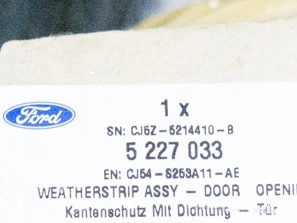 Ford
1 x
SN: CJ5Z-5214410-B
5 227 033
EN: CJ54-S253A11-AE
WEATHERSTRIP ASSY - DOOR OPENI
Kantenschutz Mit Dichtung - Tür